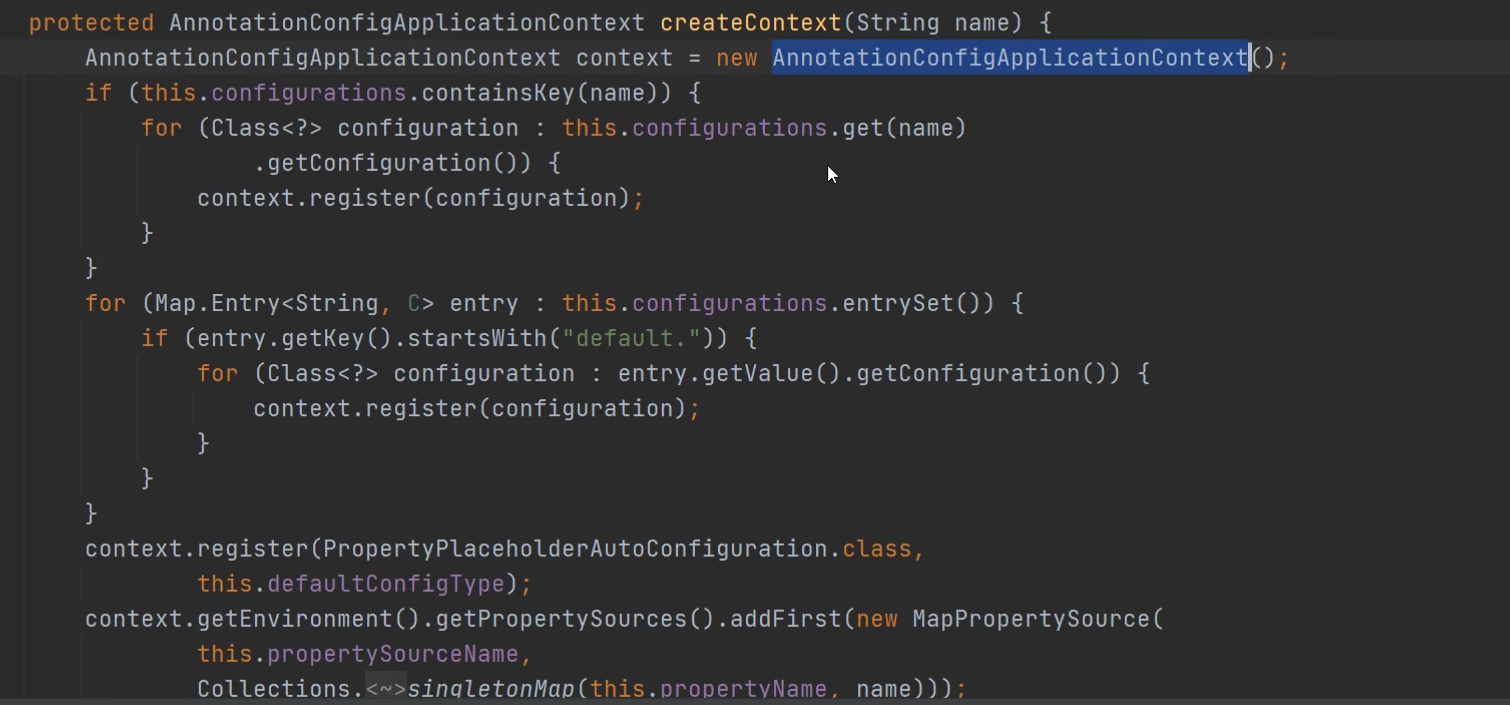 protected AnnotationConfigApplicationContext createContext(String name) {
AnnotationConfigApplicationContext context = new AnnotationConfigApplicationContext();
if (this.configurations.containsKey(name)) {
for (Class<?> configuration : this.configurations.get(name)
.getConfiguration()) {
context.register(configuration);
}
}
for (Map.Entry<String, C> entry : this.configurations.entrySet()) {
if (entry.getKey().startsWith("default.")) {
for (Class<?> configuration : entry.getValue().getConfiguration()) {
context.register(configuration);
}
}
}
context.register(PropertyPlaceholderAutoConfiguration.class,
this.defaultConfigType);
context.getEnvironment().getPropertySources().addFirst(new MapPropertySource(
this.propertySourceName,
Collections.<~>singletonMap(this.propertyName, name)));